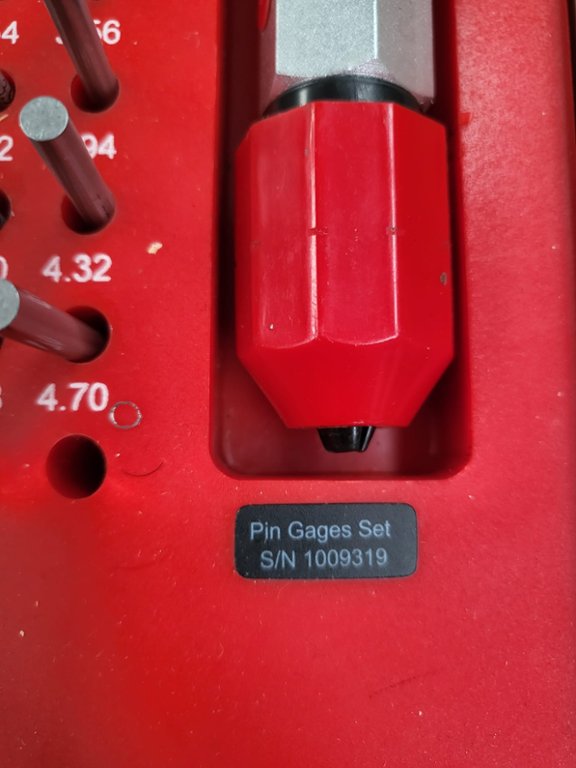 4.32
4.70
Pin Gages Set
S/N 1009319